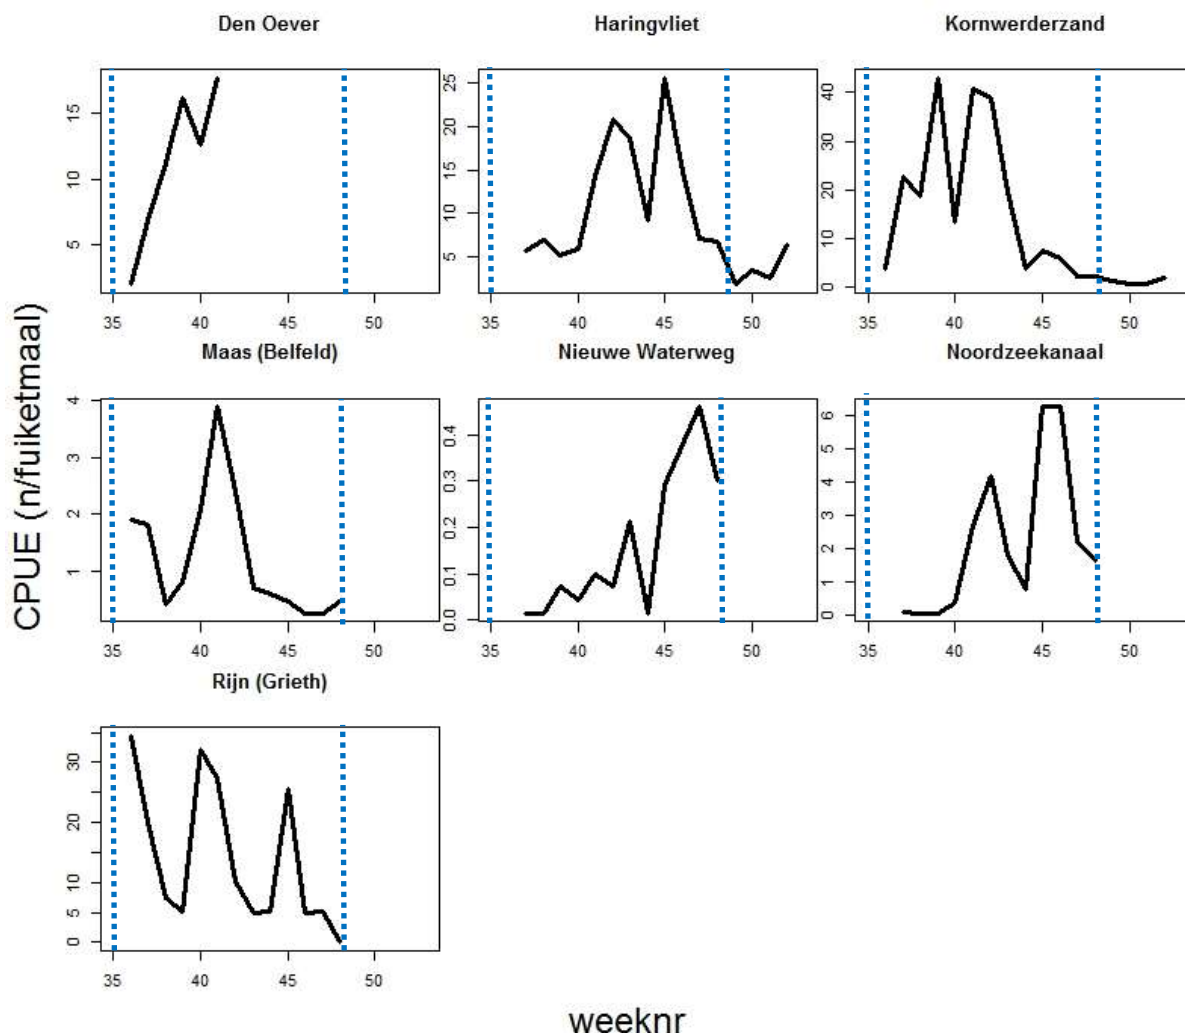 Den Oever Haringvliet Kornwerderzand
5 10 15
5 10 15 20 25
0 10 20 30 40
35 40 45 50 35 40 45 50 35 40 45 50
Maas (Belfeld) Nieuwe Waterweg Noordzeekanaal
CPUE (n/fuiketmaal)
1 2 3 4
0.0 0.1 0.2 0.3 0.4
0 1 2 3 4 5 6
35 40 45 50 35 40 45 50 35 40 45 50
Rijn (Grieth)
0 5 10 20 30
35 40 45 50
weeknr